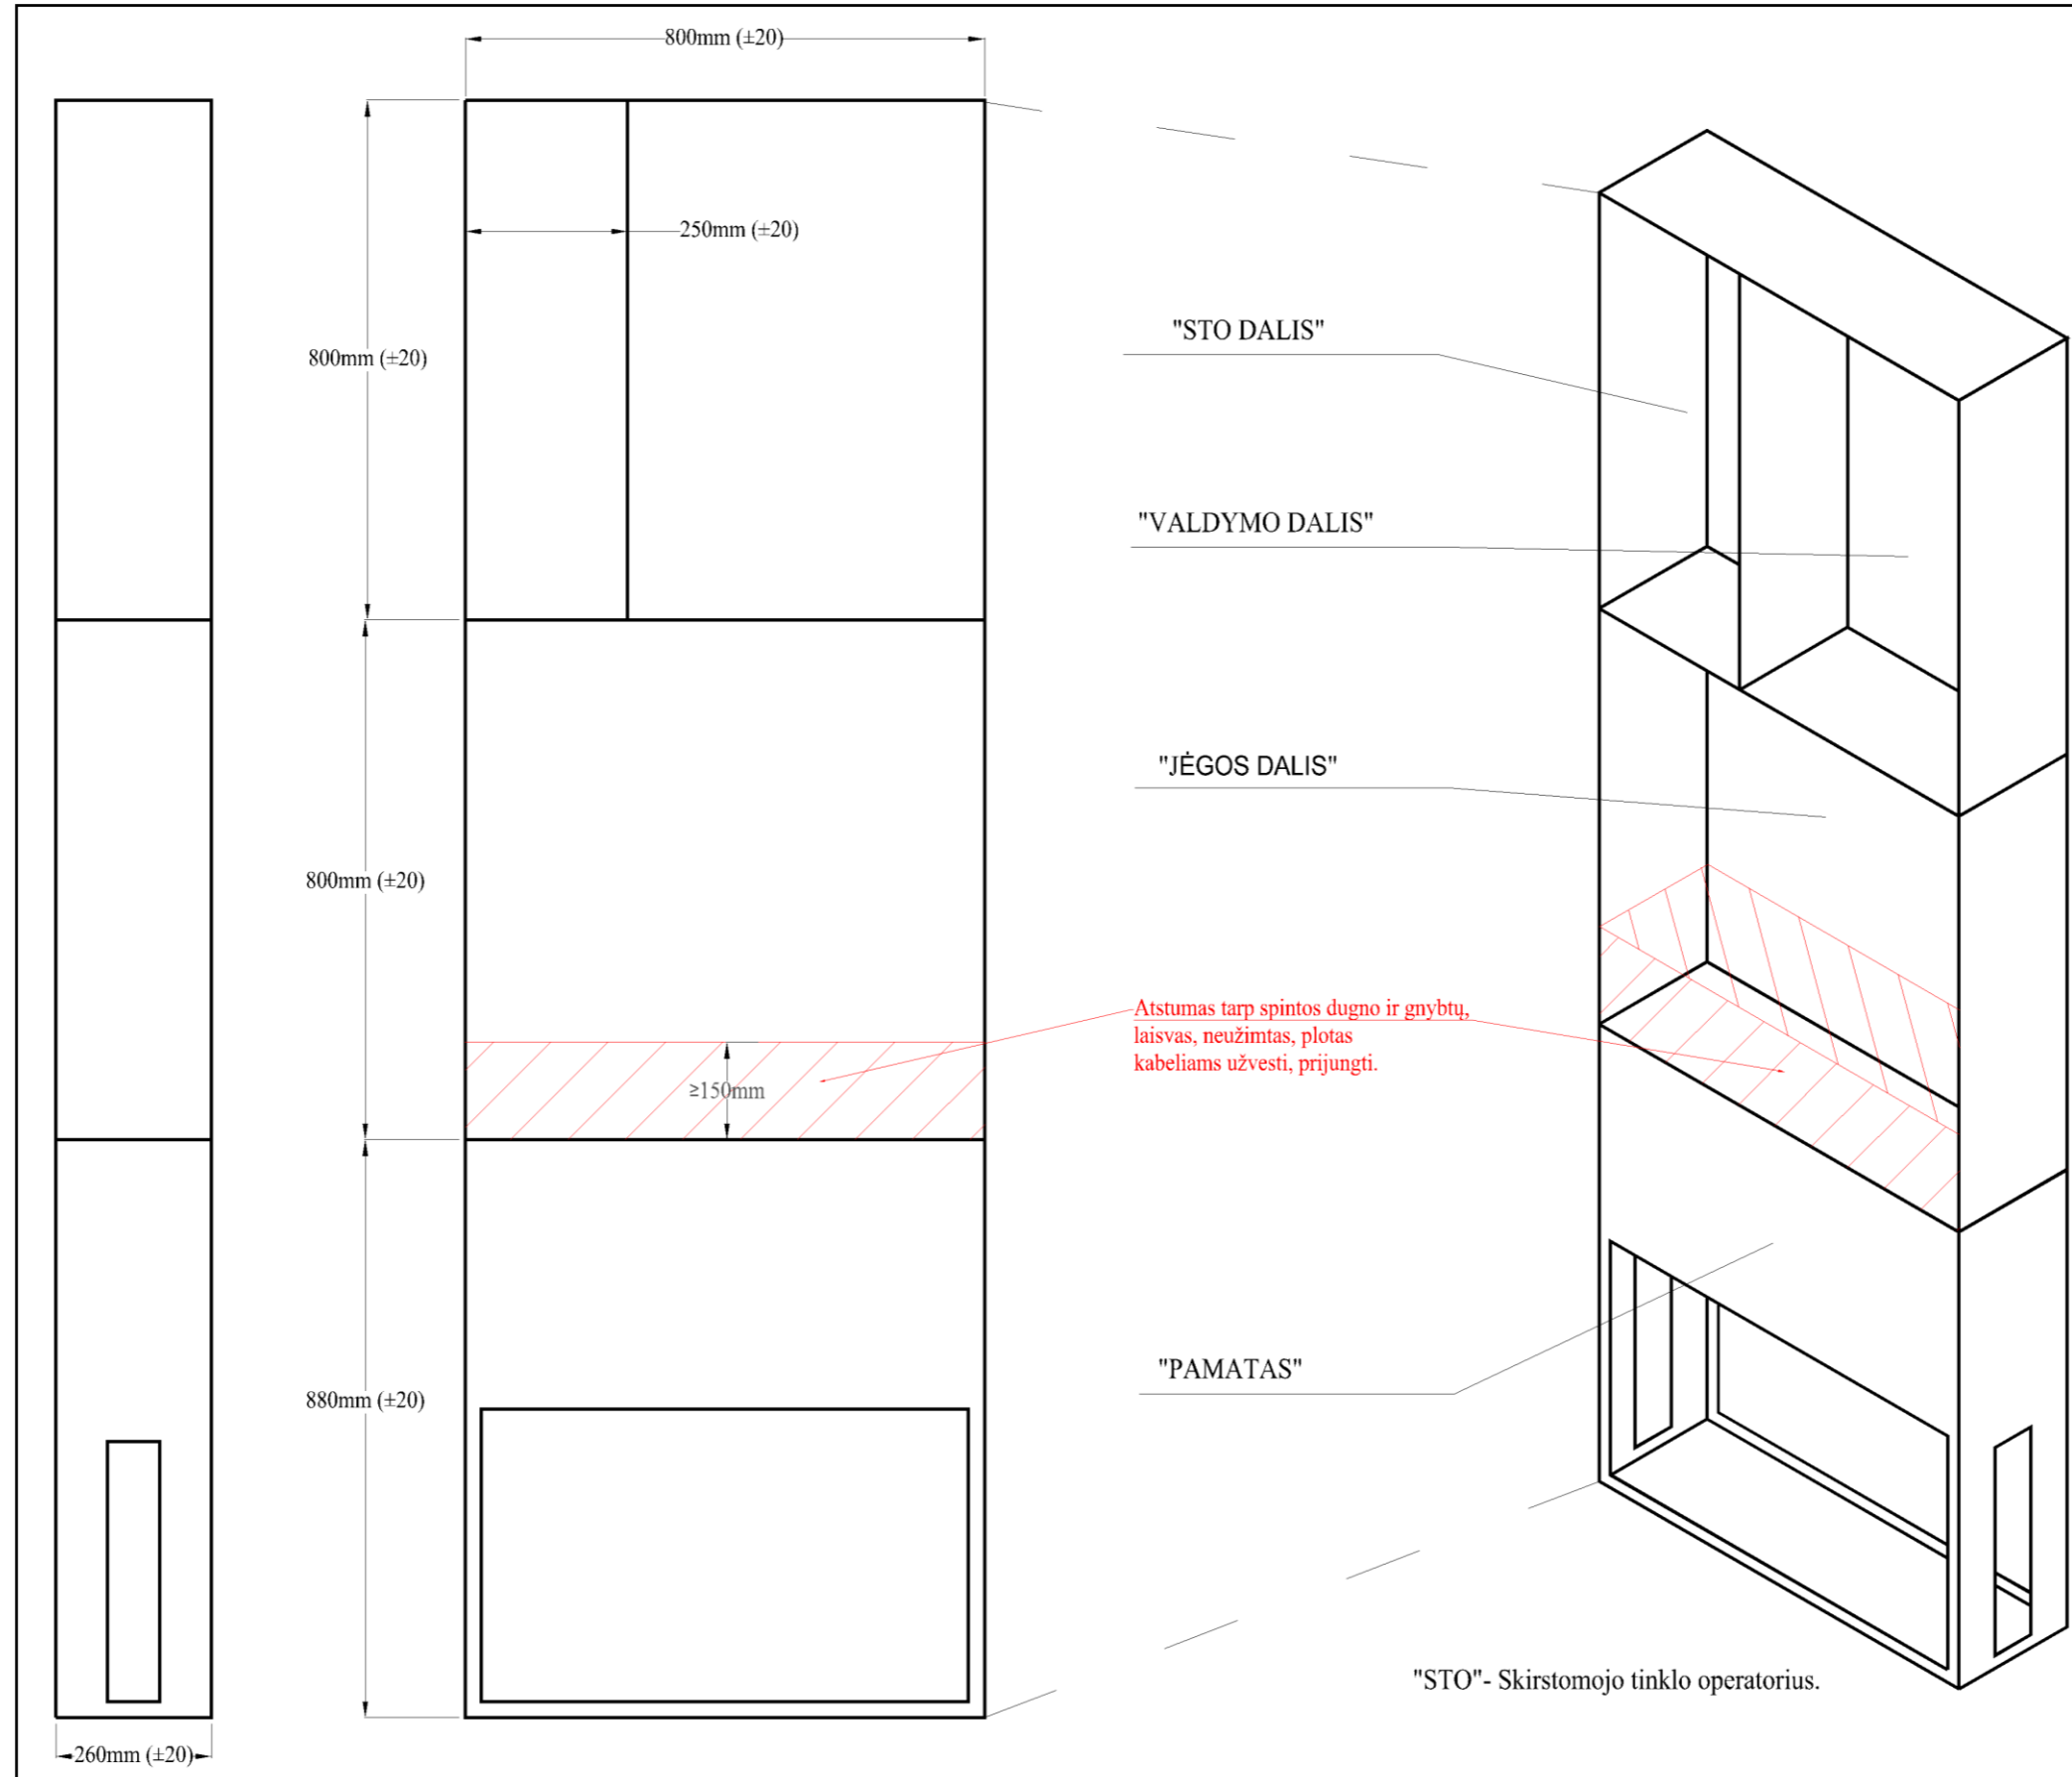 800mm (±20)
250mm (±20)
"STO DALIS"
800mm (±20)
"VALDYMO DALIS"
"JĖGOS DALIS"
800mm (±20)
Atstumas tarp spintos dugno ir gnybtų,
laisvas, neužimtas, plotas
kabeliams užvesti, prijungti.
≥150mm
"PAMATAS"
880mm (±20)
"STO"- Skirstomojo tinklo operatorius.
260mm (±20)